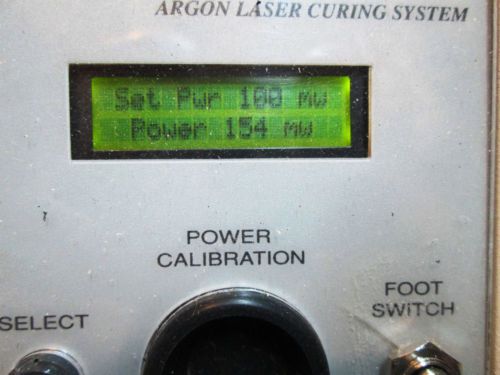 ARGON LASER CURING SYSTEM
Set Pwr 100 mw
Power 154 mw
POWER
CALIBRATION
FOOT
SWITCH
SELECT